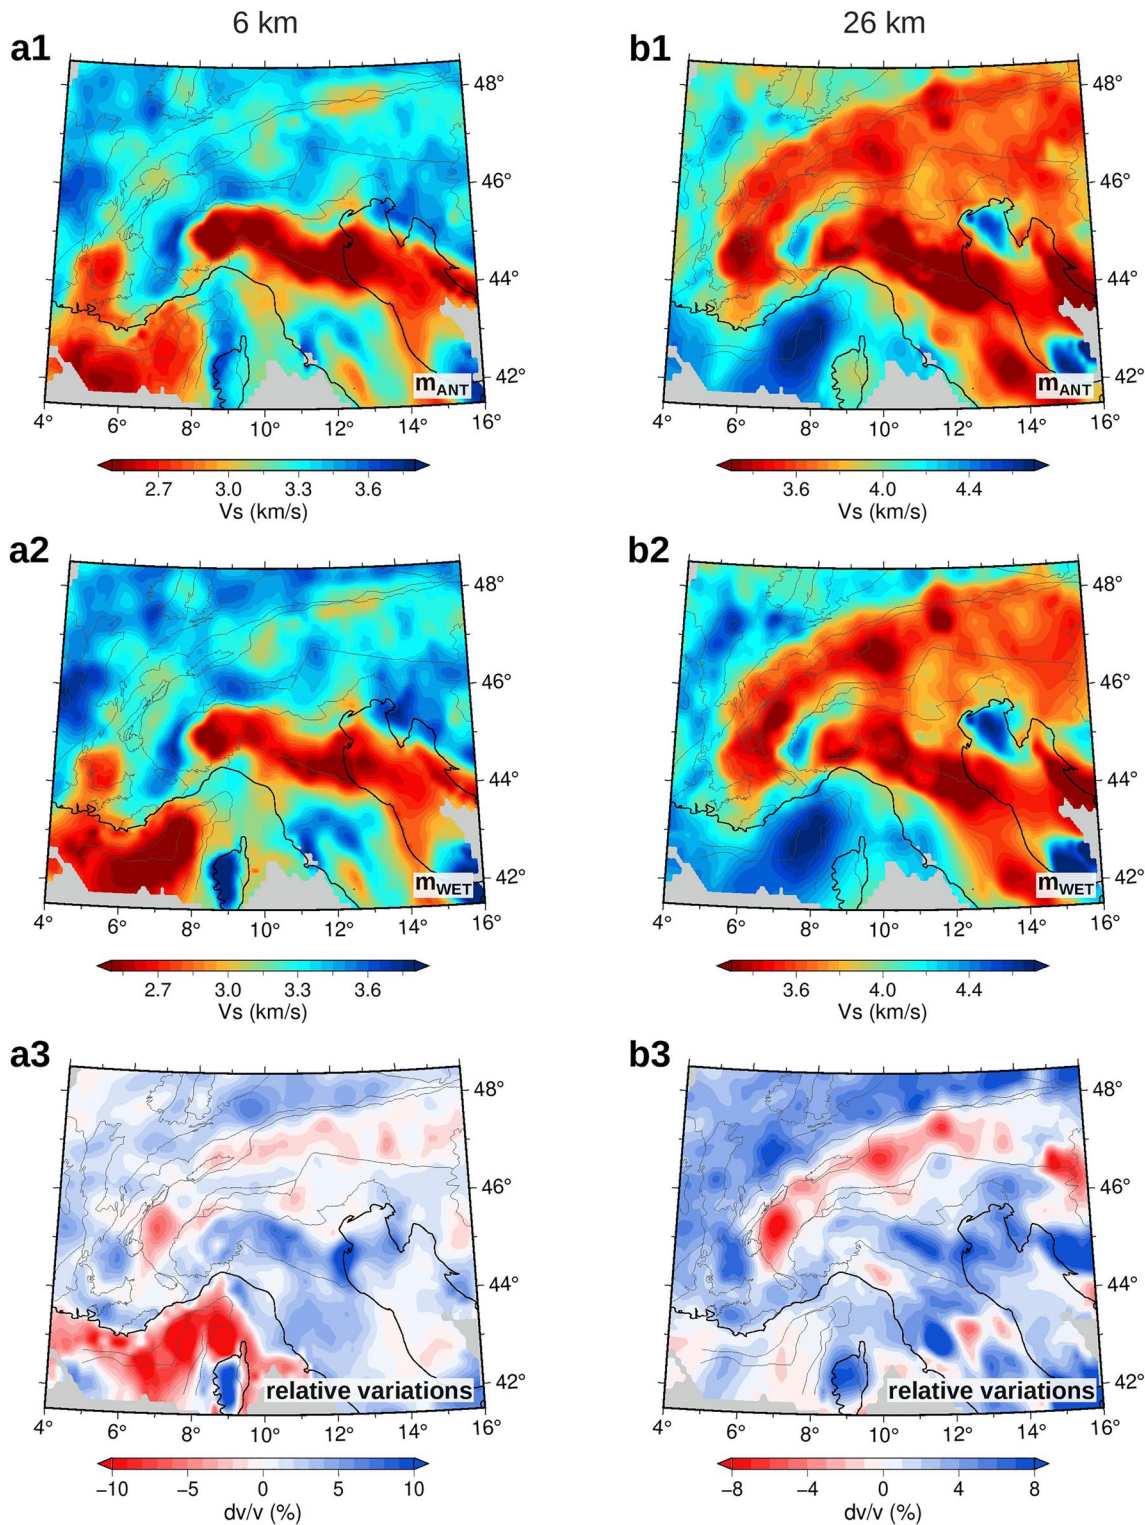 6 km
26 km
a1
b1
48°
46°
44°
42°
mANT
4° 6° 8° 10° 12° 14° 16°
2.7 3.0 3.3 3.6
Vs (km/s)
48°
46°
44°
42°
mANT
4° 6° 8° 10° 12° 14° 16°
3.6 4.0 4.4
Vs (km/s)
a2
b2
48°
46°
44°
42°
mWET
4° 6° 8° 10° 12° 14° 16°
2.7 3.0 3.3 3.6
Vs (km/s)
48°
46°
44°
42°
mWET
4° 6° 8° 10° 12° 14° 16°
3.6 4.0 4.4
Vs (km/s)
a3
b3
48°
46°
44°
42°
relative variations
4° 6° 8° 10° 12° 14° 16°
−10 −5 0 5 10
dv/v (%)
48°
46°
44°
42°
relative variations
4° 6° 8° 10° 12° 14° 16°
−8 −4 0 4 8
dv/v (%)